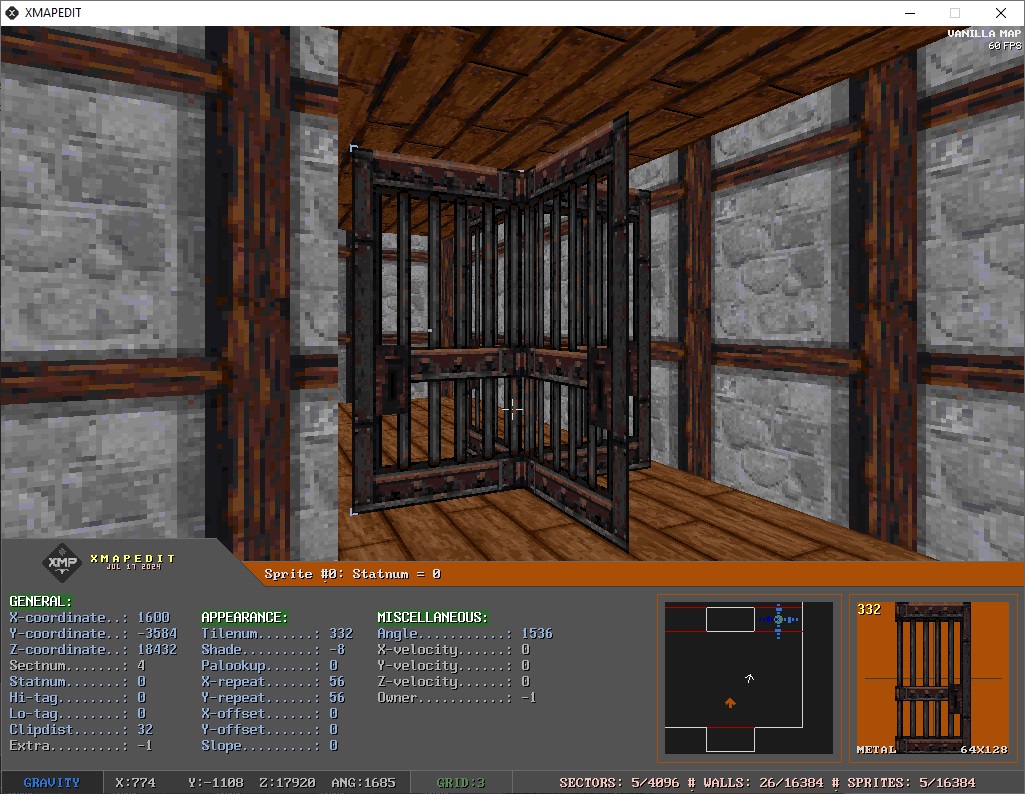 XMAPEDIT
VANILLA MAP
60 FPS
XMP
XMAPEDIT
JUL 17 2024
Sprite #0: Statnum = 0
GENERAL:
X-coordinate..: 1600
Y-coordinate..: -3584
Z-coordinate..: 18432
Sectnum.......: 4
Statnum.......: 0
Hi-tag........: 0
Lo-tag........: 0
Clipdist......: 32
Extra.........: -1
APPEARANCE:
Tilenum.......: 332
Shade.........: -8
Palookup......: 0
X-repeat......: 56
Y-repeat......: 56
X-offset......: 0
Y-offset......: 0
Slope.........: 0
MISCELLANEOUS:
Angle...........: 1536
X-velocity......: 0
Y-velocity......: 0
Z-velocity......: 0
Owner...........: -1
332
METAL 64X128
GRAVITY X:774 Y:-1108 Z:17920 ANG:1685 GRID:3 SECTORS: 5/4096 # WALLS: 26/16384 # SPRITES: 5/16384